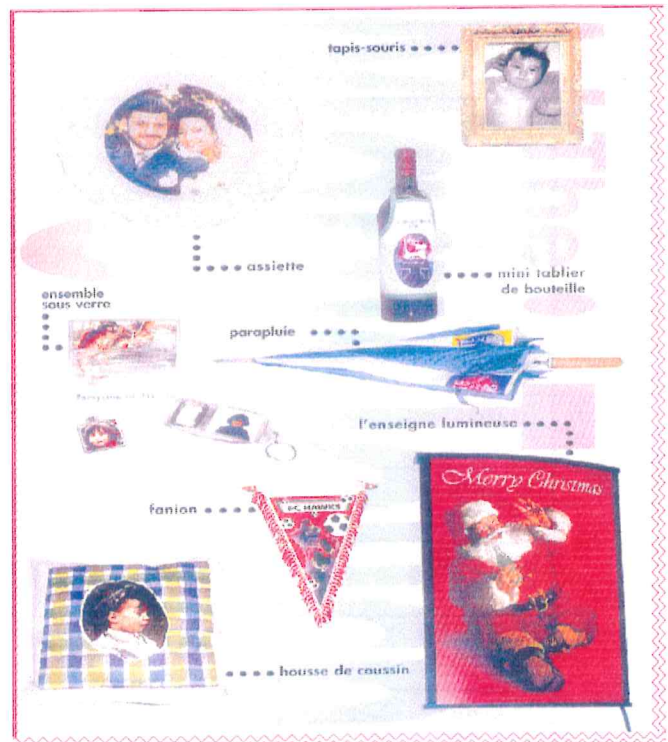 tapis-souris
assiette
mini tablier
de bouteille
ensemble
sous verre
parapluie
l'enseigne lumineuse
Merry Christmas
fanion
housse de coussin